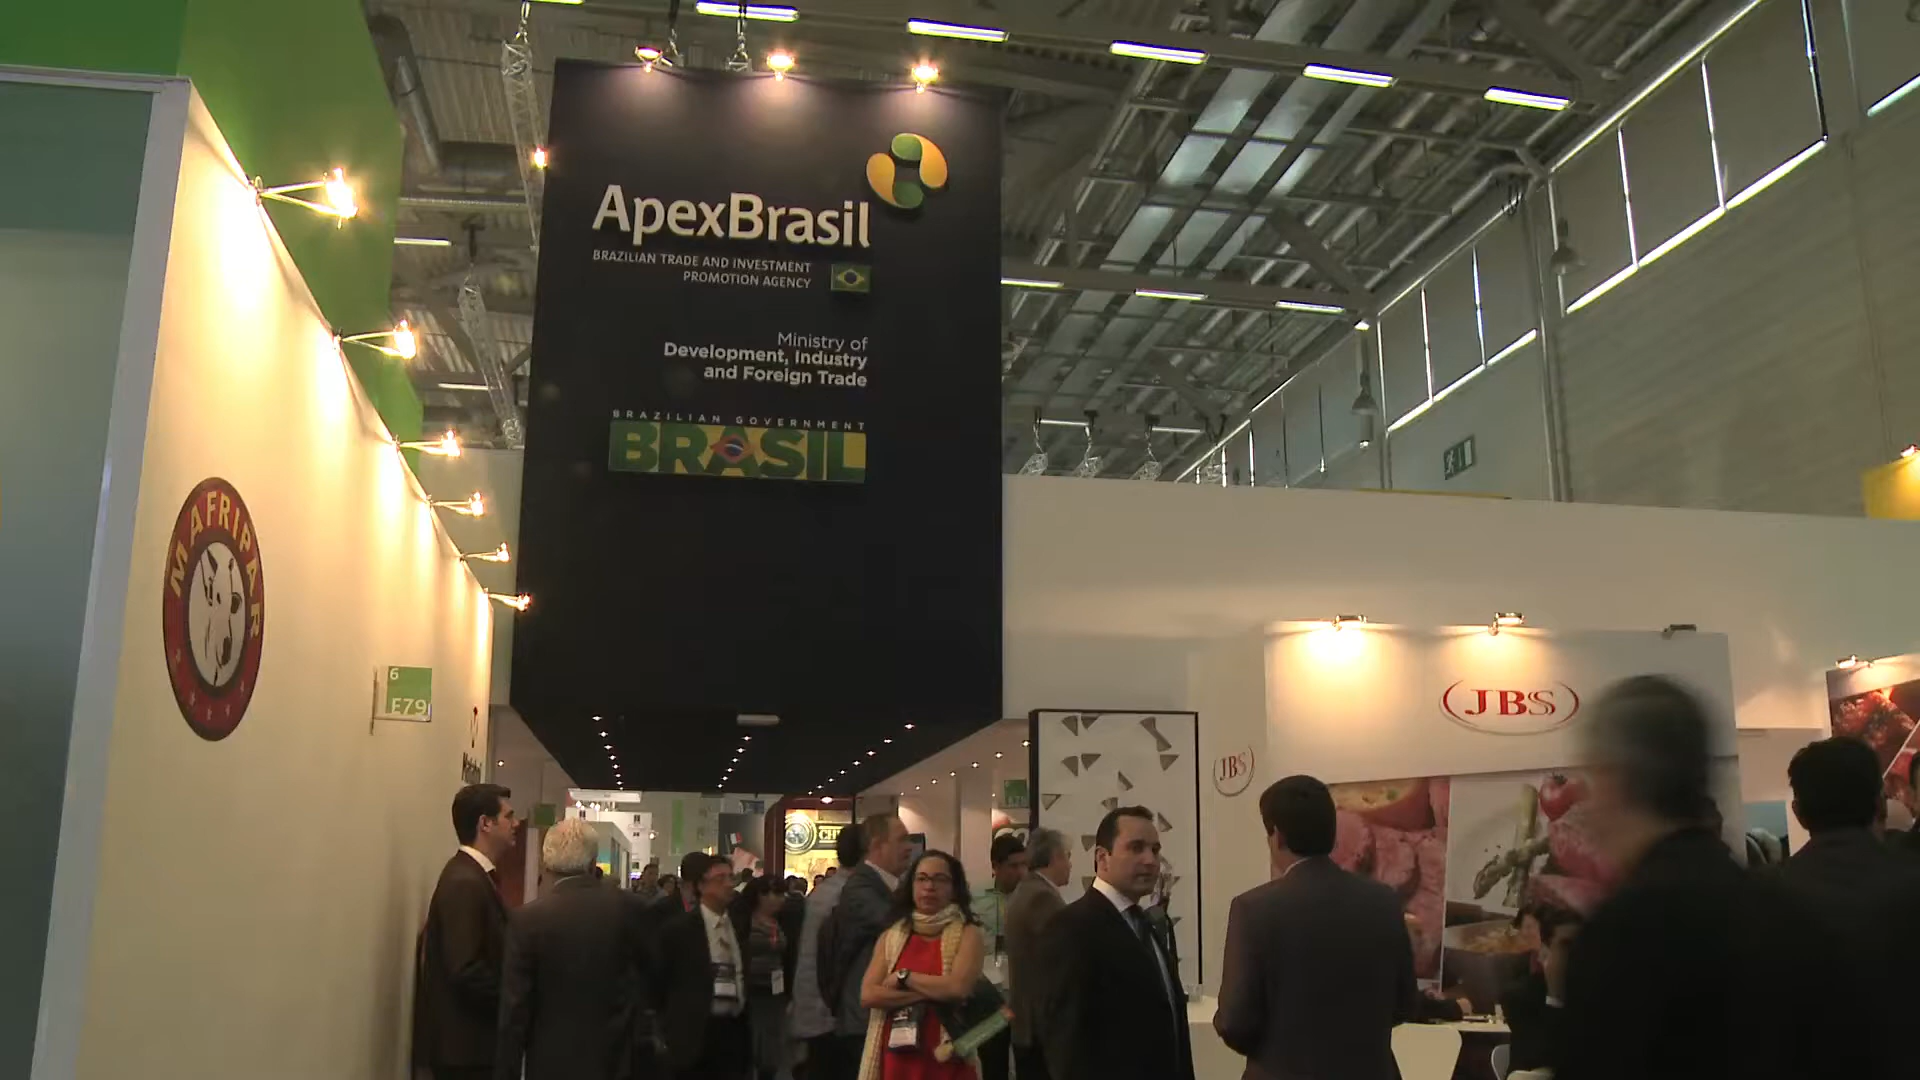 ApexBrasil
BRAZILIAN TRADE AND INVESTMENT
PROMOTION AGENCY
Ministry of
Development, Industry
and Foreign Trade
BRAZILIAN GOVERNMENT
BRASIL
MAFRIPAR
6
E79
JBS
JBS